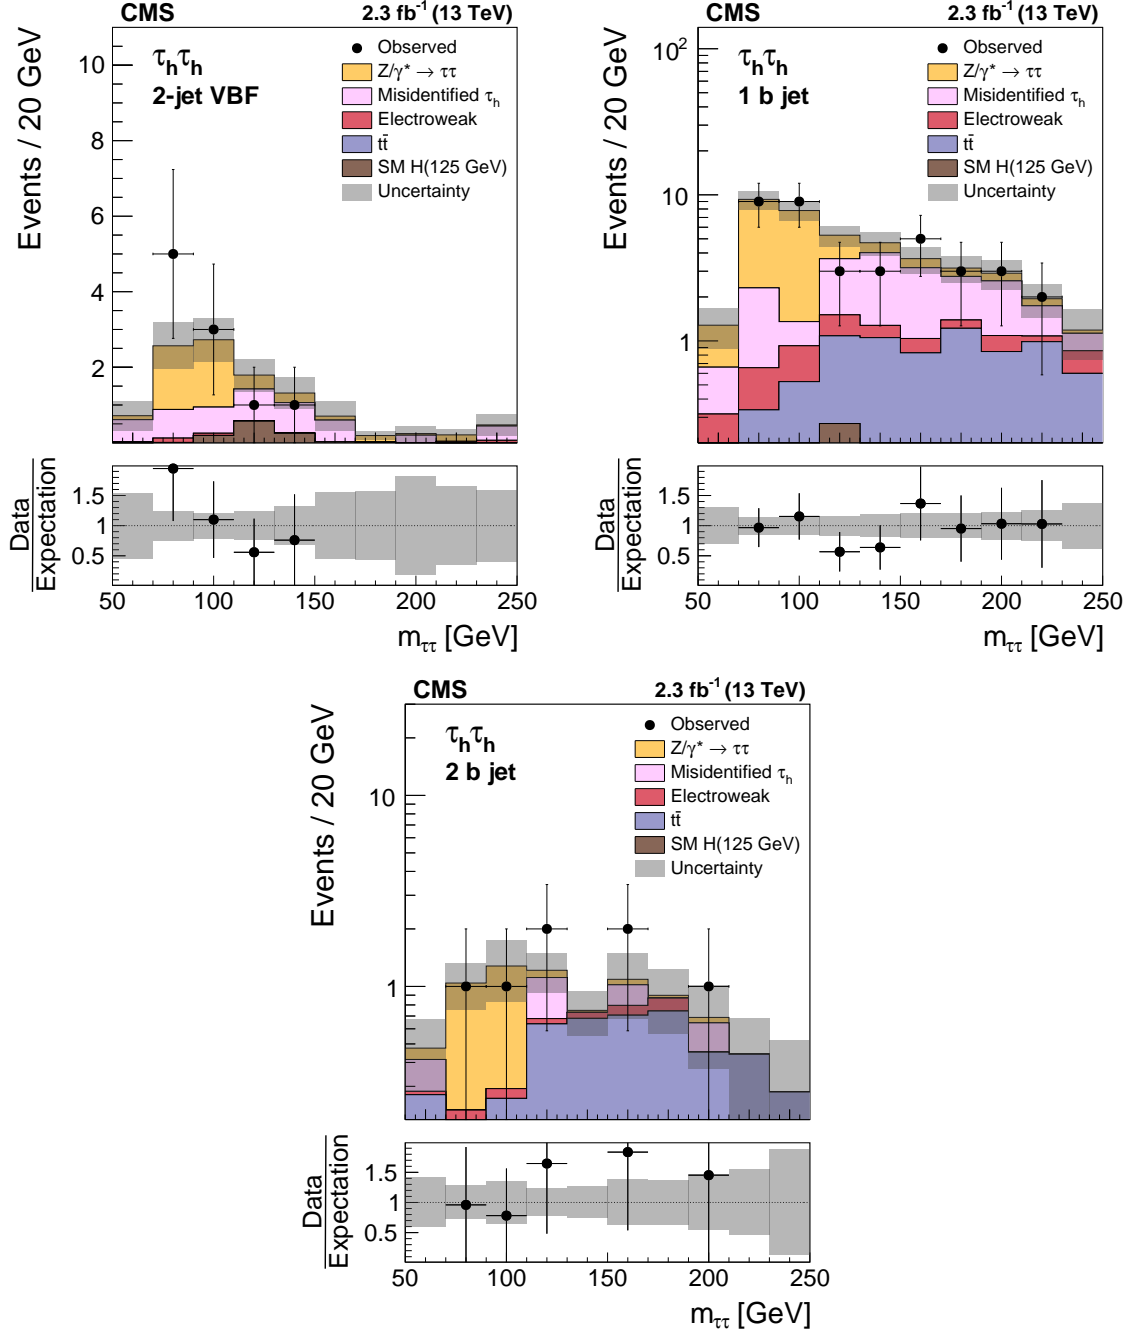 CMS 2.3 fb⁻¹ (13 TeV)
Events / 20 GeV
τₕτₕ
2-jet VBF
Observed
Z/γ* → ττ
Misidentified τₕ
Electroweak
tt̄
SM H(125 GeV)
Uncertainty
10
8
6
4
2
Data
Expectation
1.5
1
0.5
50 100 150 200 250
m_ττ [GeV]
CMS 2.3 fb⁻¹ (13 TeV)
Events / 20 GeV
τₕτₕ
1 b jet
Observed
Z/γ* → ττ
Misidentified τₕ
Electroweak
tt̄
SM H(125 GeV)
Uncertainty
10²
10
1
Data
Expectation
1.5
1
0.5
50 100 150 200 250
m_ττ [GeV]
CMS 2.3 fb⁻¹ (13 TeV)
Events / 20 GeV
τₕτₕ
2 b jet
Observed
Z/γ* → ττ
Misidentified τₕ
Electroweak
tt̄
SM H(125 GeV)
Uncertainty
10
1
Data
Expectation
1.5
1
0.5
50 100 150 200 250
m_ττ [GeV]